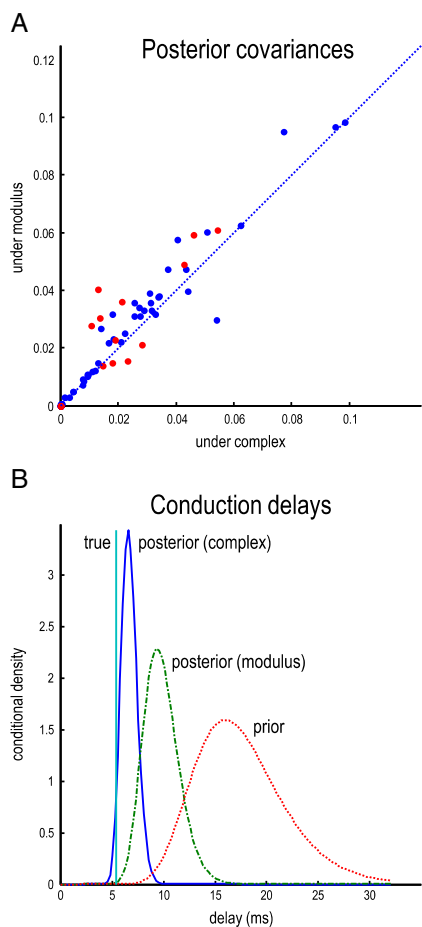 A
Posterior covariances
0.12
0.1
0.08
0.06
0.04
0.02
0
under modulus
0 0.02 0.04 0.06 0.08 0.1
under complex
B
Conduction delays
true posterior (complex)
3
2.5
posterior (modulus)
2
prior
1.5
1
0.5
0
conditional density
0 5 10 15 20 25 30
delay (ms)